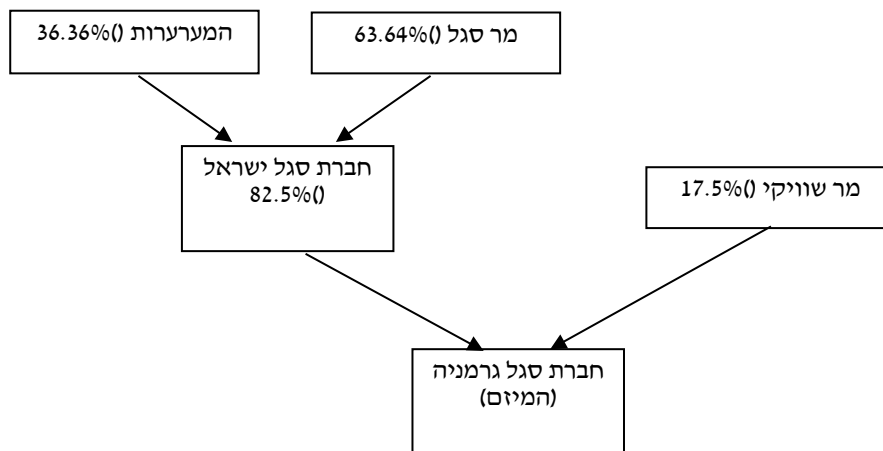 המערערות ()36.36%
מר סגל ()63.64%
חברת סגל ישראל
()82.5%
מר שוויקי ()17.5%
חברת סגל גרמניה
(המיזם)